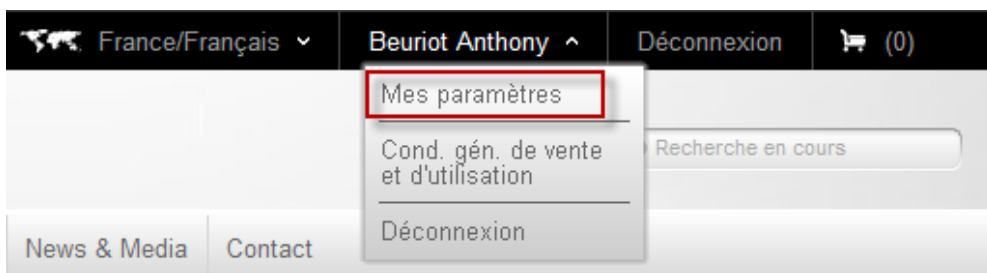 France/Français Beuriot Anthony Déconnexion (0)
Mes paramètres
Cond. gén. de vente
et d'utilisation
Recherche en cours
Déconnexion
News & Media Contact